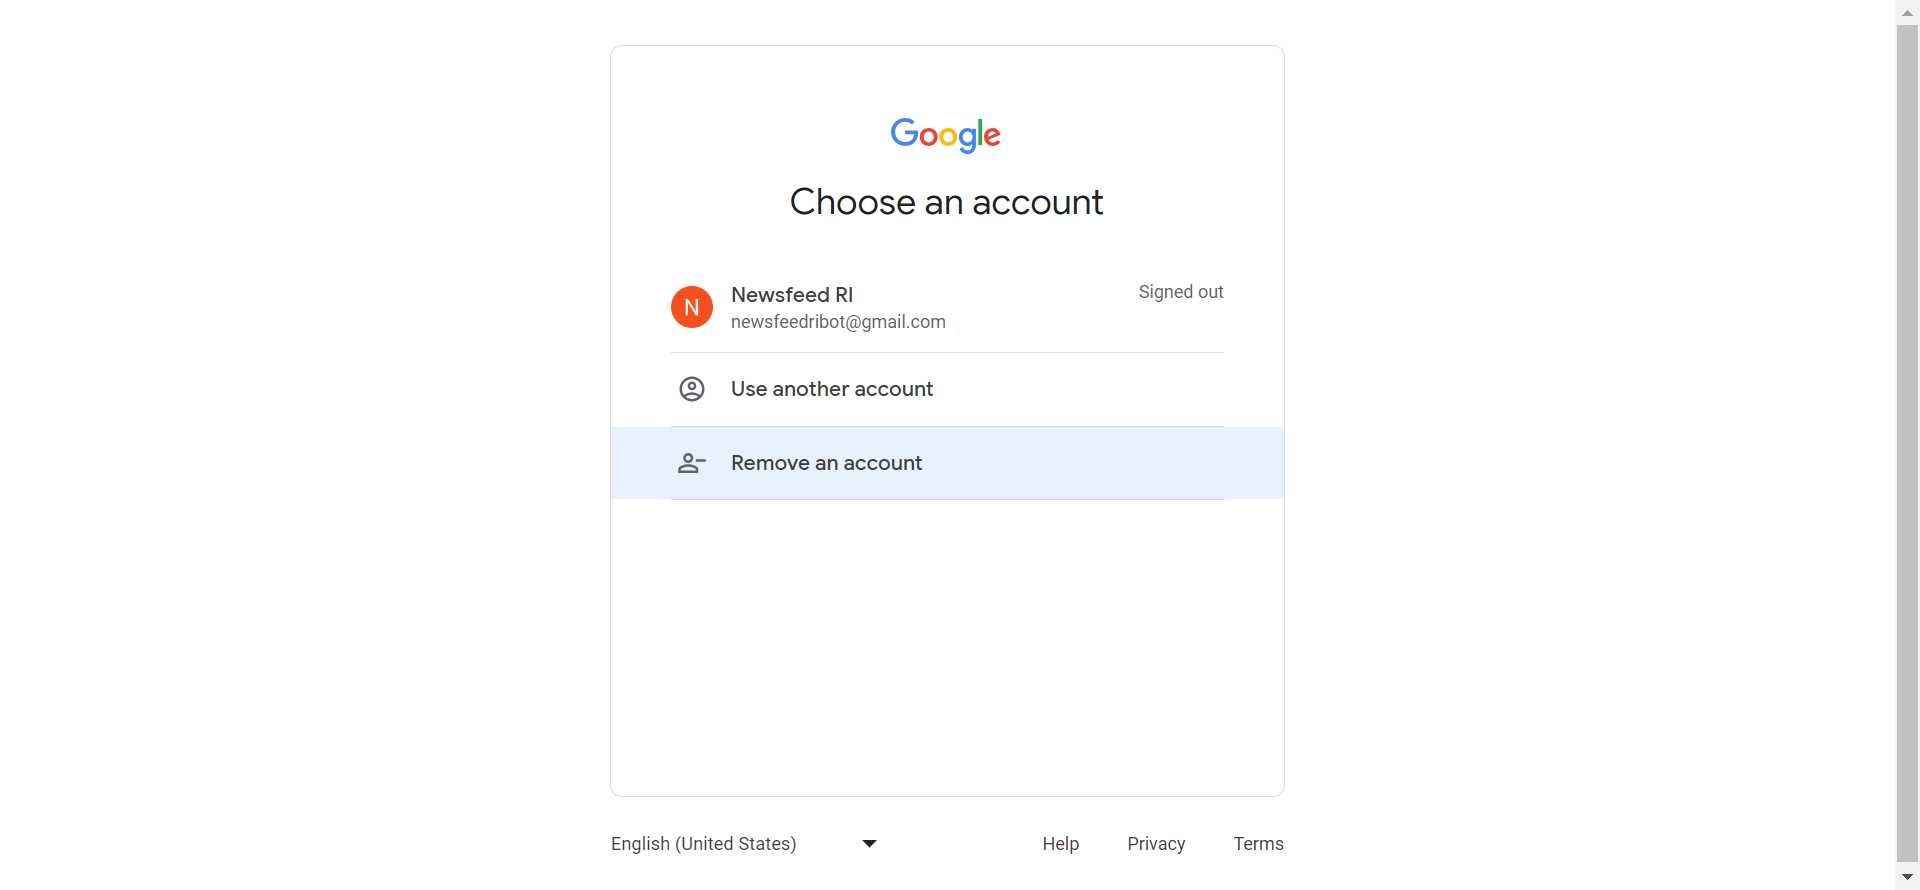 Google
Choose an account
N
Newsfeed RI
Signed out
newsfeedribot@gmail.com
Use another account
Remove an account
English (United States)
Help
Privacy
Terms